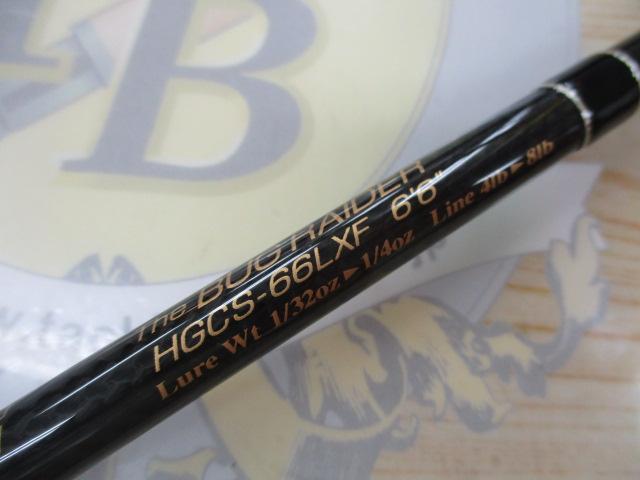 The BUG RAIDER
HGCS-66LXF 6'6"
Lure Wt 1/32oz►1/4oz Line 4lb►8lb
B